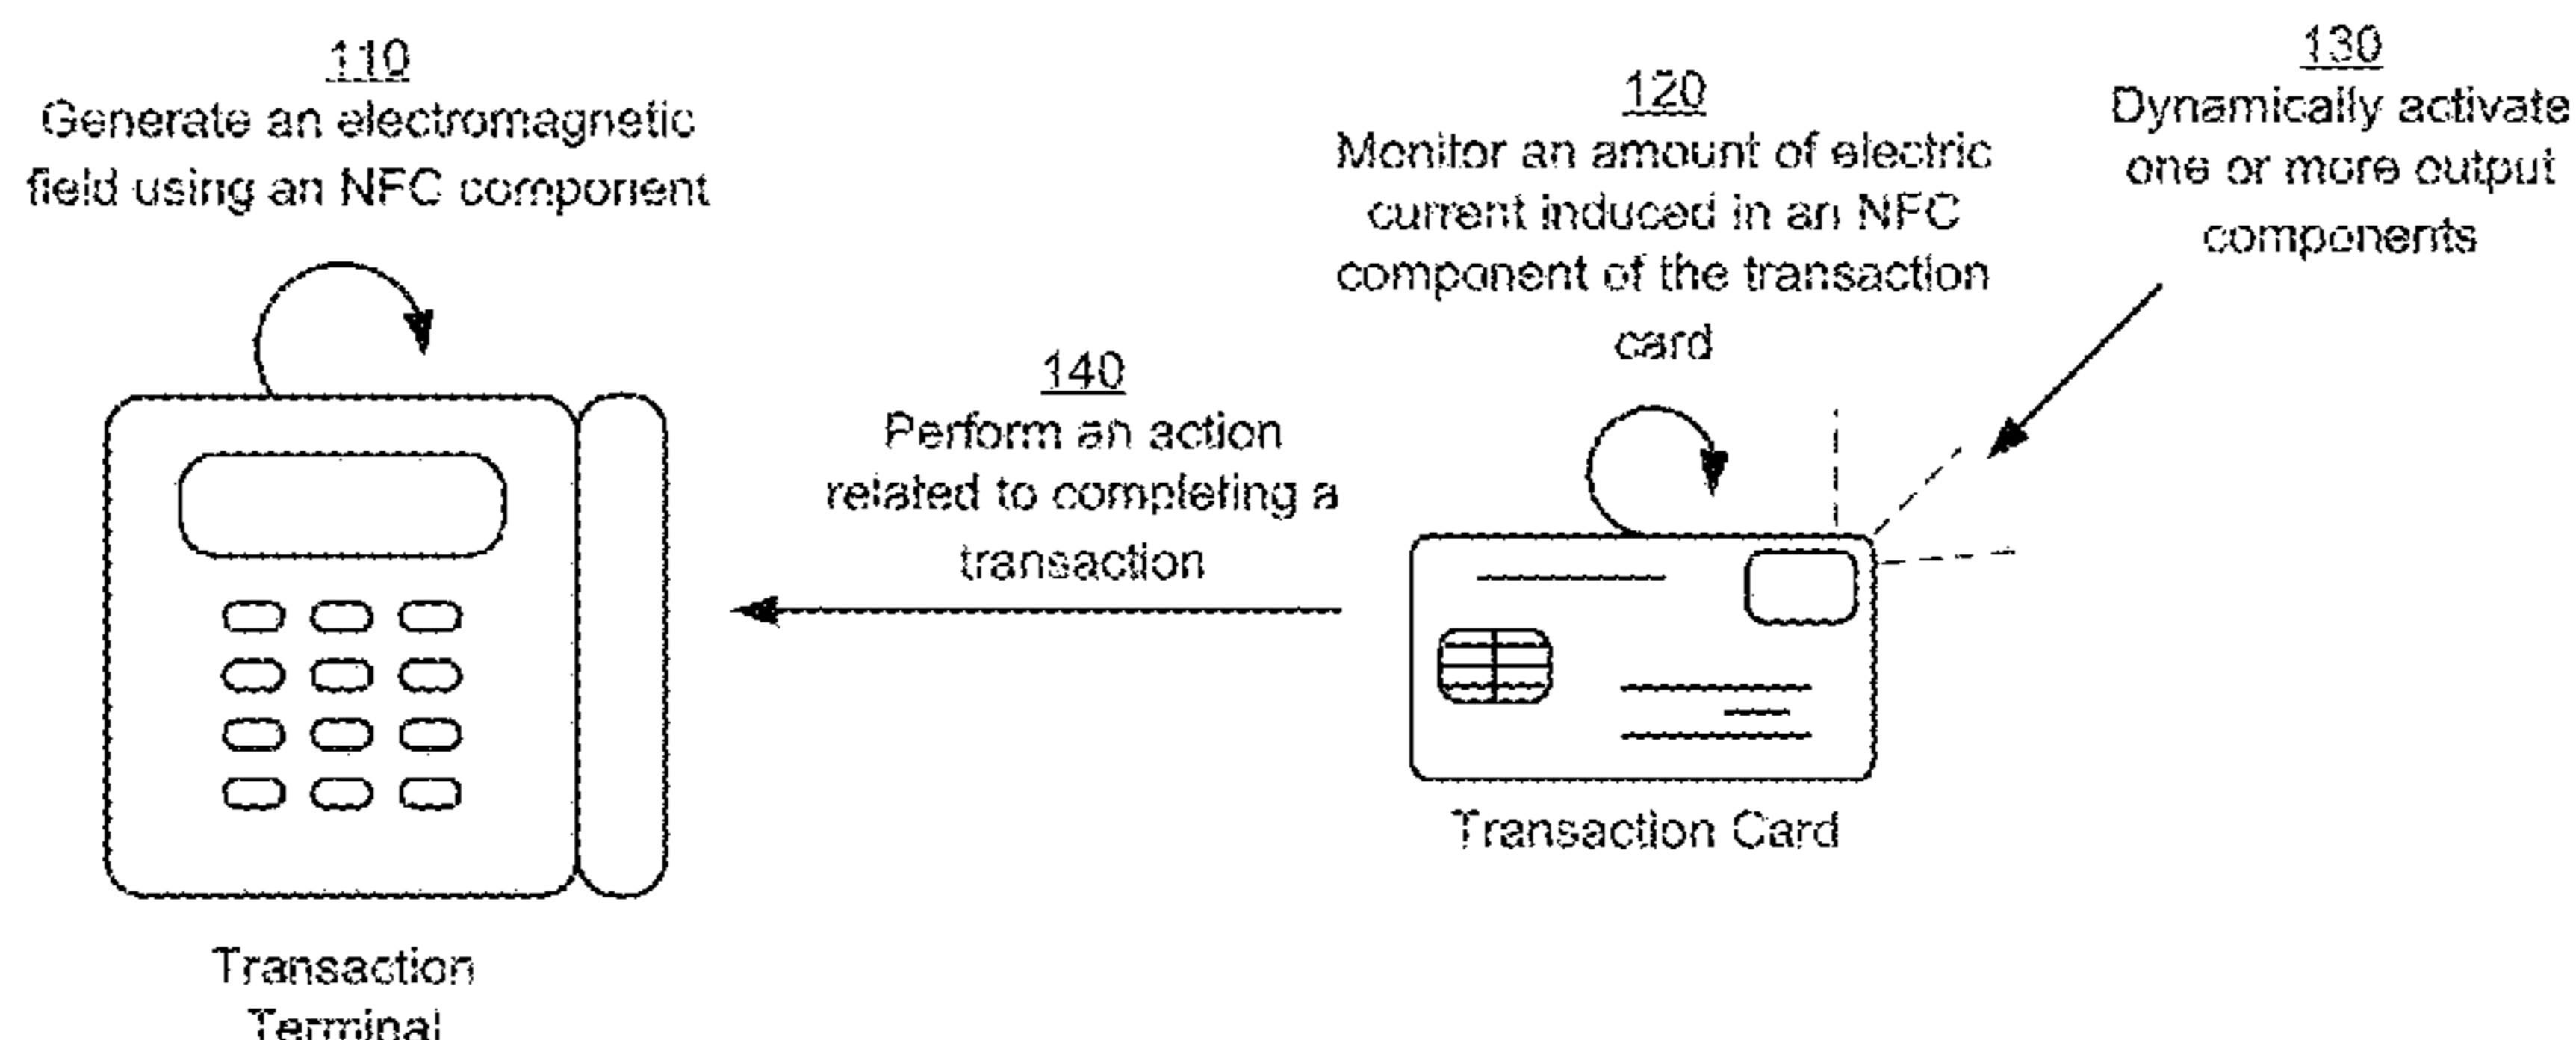 110
Generate an electromagnetic
field using an NFC component
120
Monitor an amount of electric
current induced in an NFC
component of the transaction
card
130
Dynamically activate
one or more output
components
140
Perform an action
related to completing a
transaction
Transaction Card
Transaction
Terminal